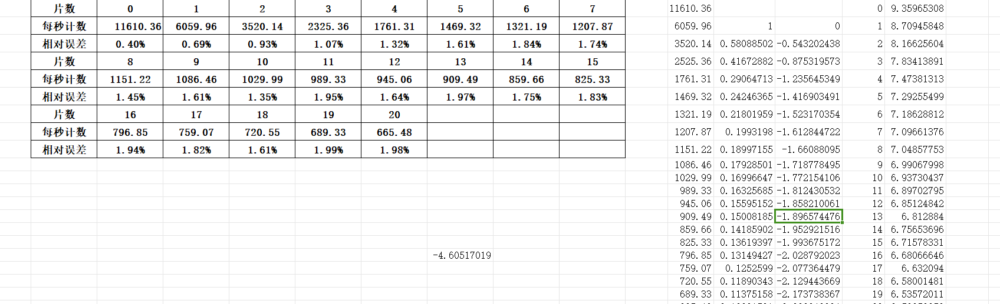 片数 0 1 2 3 4 5 6 7 11610.36 0 9.35965308
每秒计数 11610.36 6059.96 3520.14 2325.36 1761.31 1469.32 1321.19 1207.87 6059.96 1 0 1 8.70945848
相对误差 0.40% 0.69% 0.93% 1.07% 1.32% 1.61% 1.84% 1.74% 3520.14 0.58088502 -0.543202438 2 8.16625604
片数 8 9 10 11 12 13 14 15 2525.36 0.41672882 -0.875319573 3 7.83413891
每秒计数 1151.22 1086.46 1029.99 989.33 945.06 909.49 859.66 825.33 1761.31 0.29064713 -1.235645349 4 7.47381313
相对误差 1.45% 1.61% 1.35% 1.95% 1.64% 1.97% 1.75% 1.83% 1469.32 0.24246365 -1.416903491 5 7.29255499
片数 16 17 18 19 20 1321.19 0.21801959 -1.523170354 6 7.18628812
每秒计数 796.85 759.07 720.55 689.33 665.48 1207.87 0.1993198 -1.612844722 7 7.09661376
相对误差 1.94% 1.82% 1.61% 1.99% 1.98% 1151.22 0.18997155 -1.66088095 8 7.04857753
1086.46 0.17928501 -1.718778495 9 6.99067998
1029.99 0.16996647 -1.772154106 10 6.93730437
989.33 0.16325685 -1.812430532 11 6.89702795
945.06 0.15595152 -1.858210061 12 6.85124842
909.49 0.15008185 -1.896574476 13 6.812884
859.66 0.14185902 -1.952921516 14 6.75653696
825.33 0.13619397 -1.993675172 15 6.71578331
-4.60517019 796.85 0.13149427 -2.028792023 16 6.68066646
759.07 0.1252599 -2.077364479 17 6.632094
720.55 0.11890343 -2.129443669 18 6.58001481
689.33 0.11375158 -2.173738367 19 6.53572011